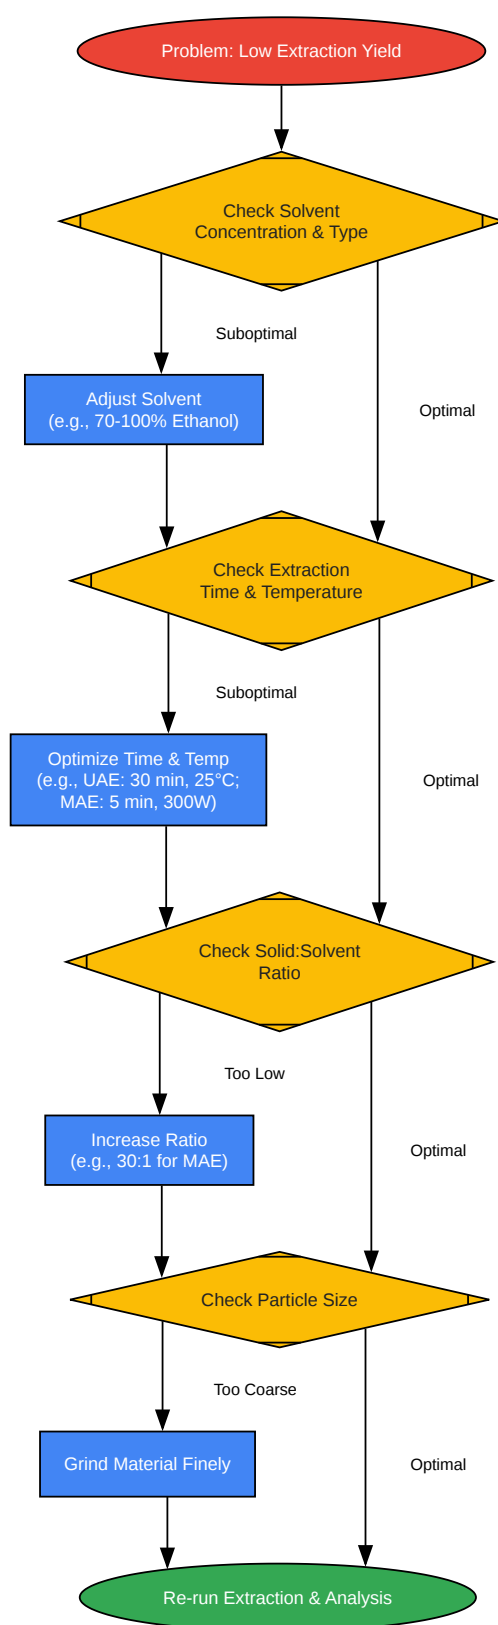 Problem: Low Extraction Yield
Check Solvent
Concentration & Type
Suboptimal
Adjust Solvent
(e.g., 70-100% Ethanol)
Optimal
Check Extraction
Time & Temperature
Suboptimal
Optimize Time & Temp
(e.g., UAE: 30 min, 25°C;
MAE: 5 min, 300W)
Optimal
Check Solid:Solvent
Ratio
Too Low
Increase Ratio
(e.g., 30:1 for MAE)
Optimal
Check Particle Size
Too Coarse
Grind Material Finely
Optimal
Re-run Extraction & Analysis